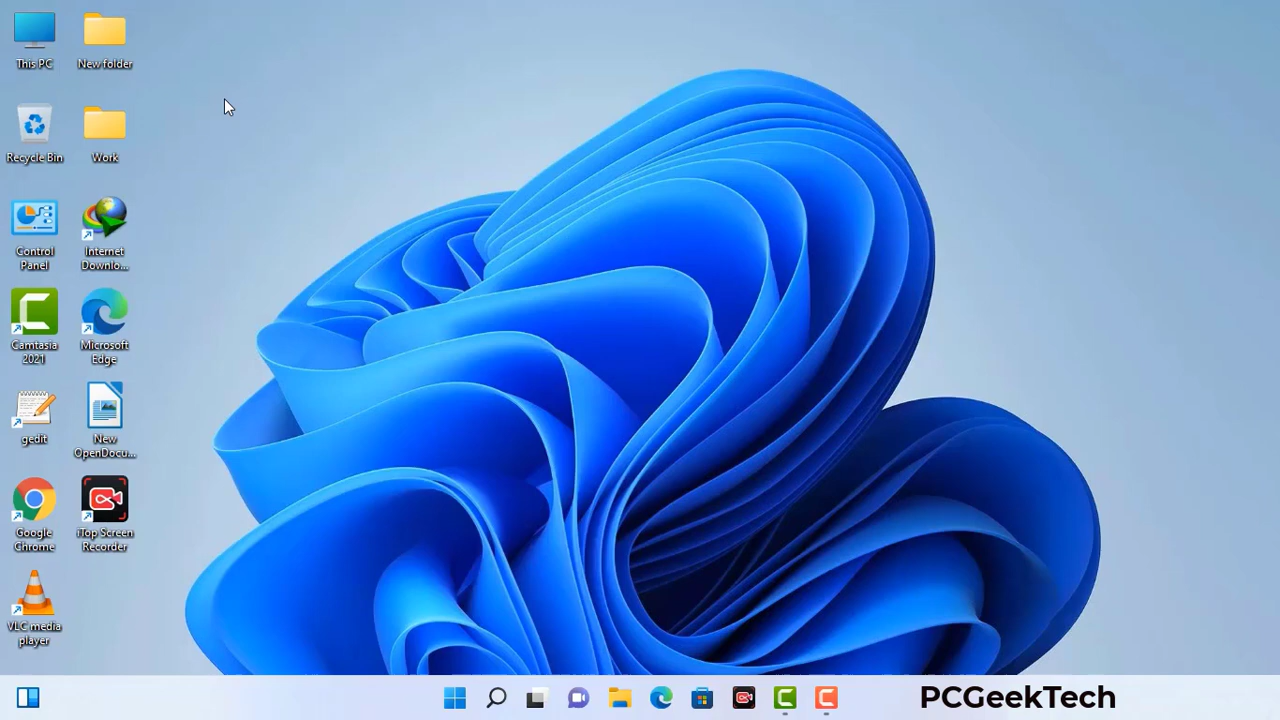 This PC
New folder
Recycle Bin
Work
Control
Panel
Internet
Downlo...
Camtasia
2021
Microsoft
Edge
gedit
New
OpenDocu...
Google
Chrome
iTop Screen
Recorder
VLC media
player
PCGeekTech